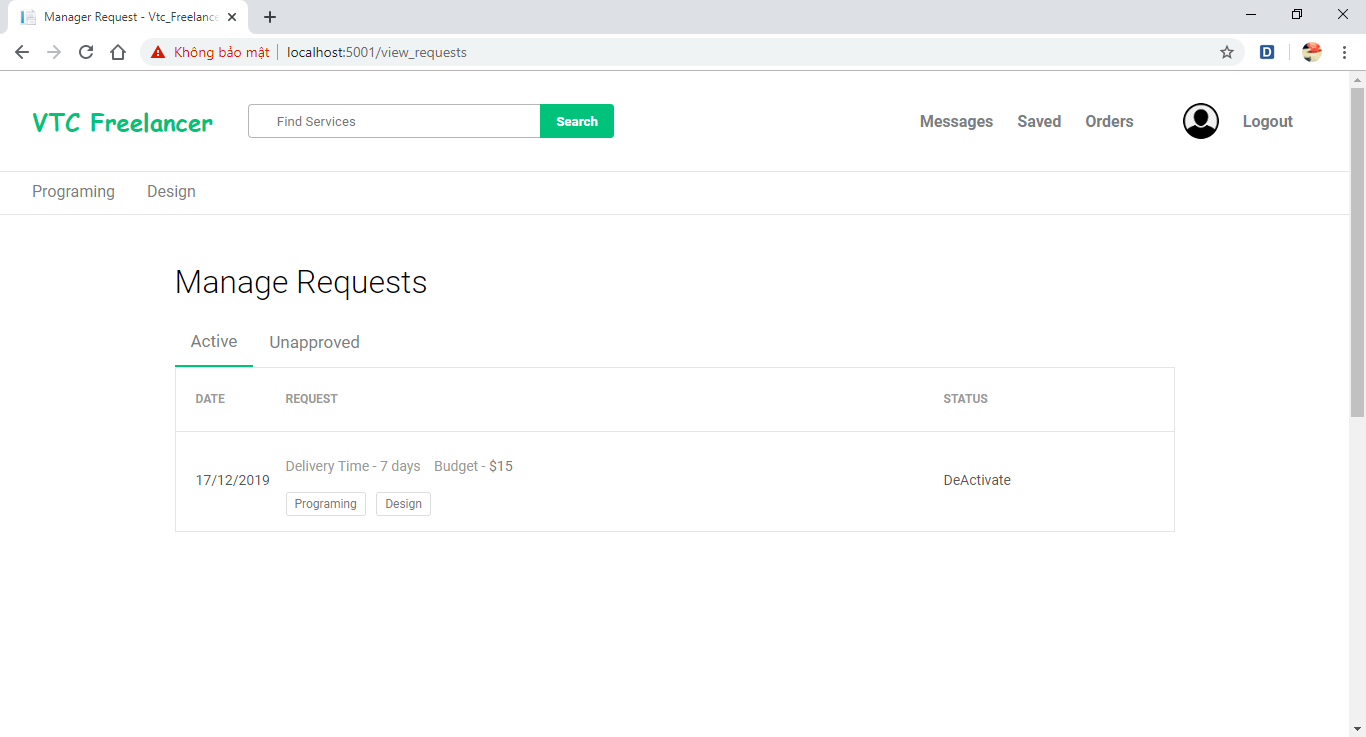 Manager Request - Vtc_Freelance
Không bảo mật localhost:5001/view_requests
D
VTC Freelancer Find Services Search Messages Saved Orders Logout
Programing Design
Manage Requests
Active Unapproved
DATE REQUEST STATUS
Delivery Time - 7 days Budget - $15
17/12/2019 DeActivate
Programing Design